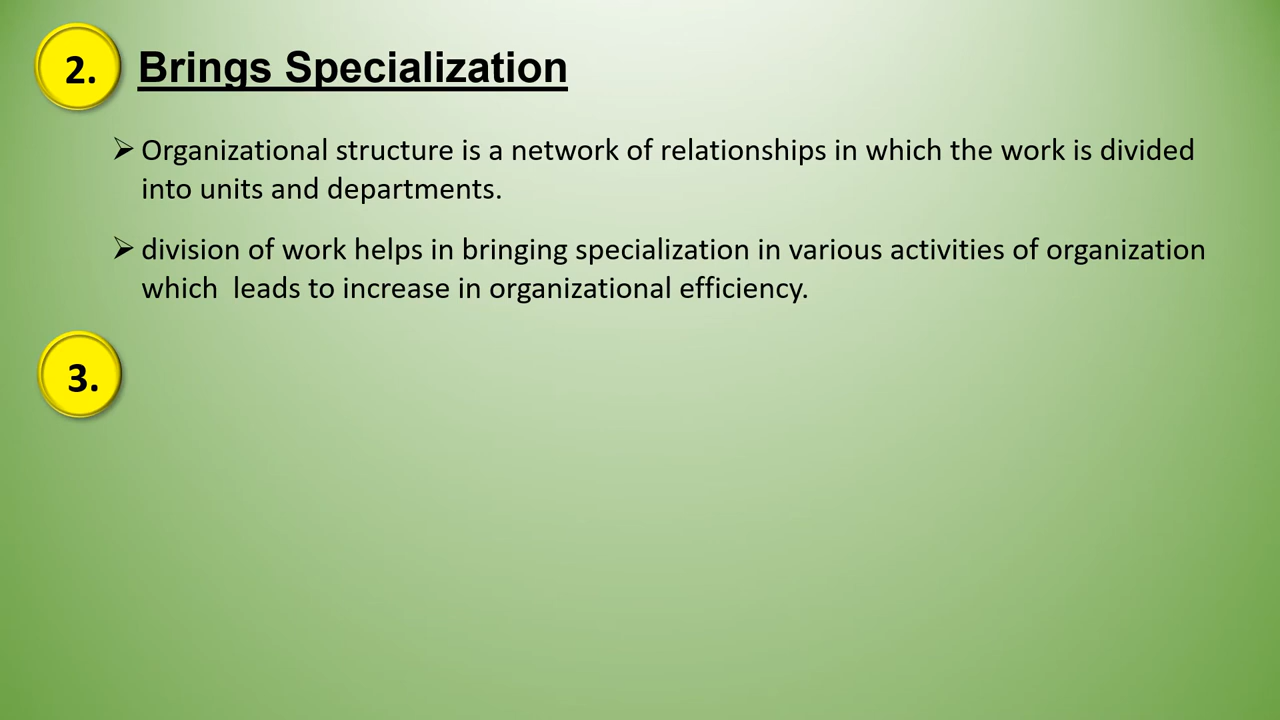 2. Brings Specialization
➢ Organizational structure is a network of relationships in which the work is divided
into units and departments.
➢ division of work helps in bringing specialization in various activities of organization
which  leads to increase in organizational efficiency.
3.